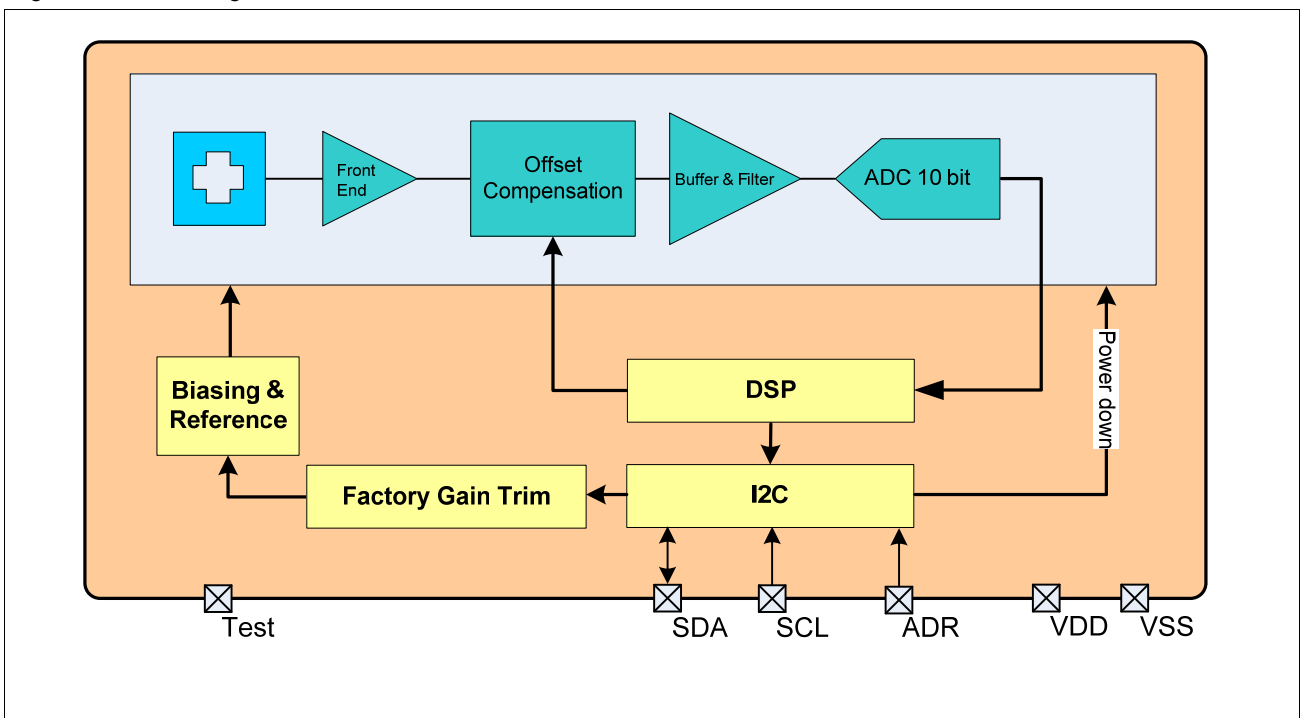 Front
End
Offset
Compensation
Buffer & Filter
ADC 10 bit
Power down
Biasing &
Reference
DSP
Factory Gain Trim
I2C
Test
SDA
SCL
ADR
VDD
VSS